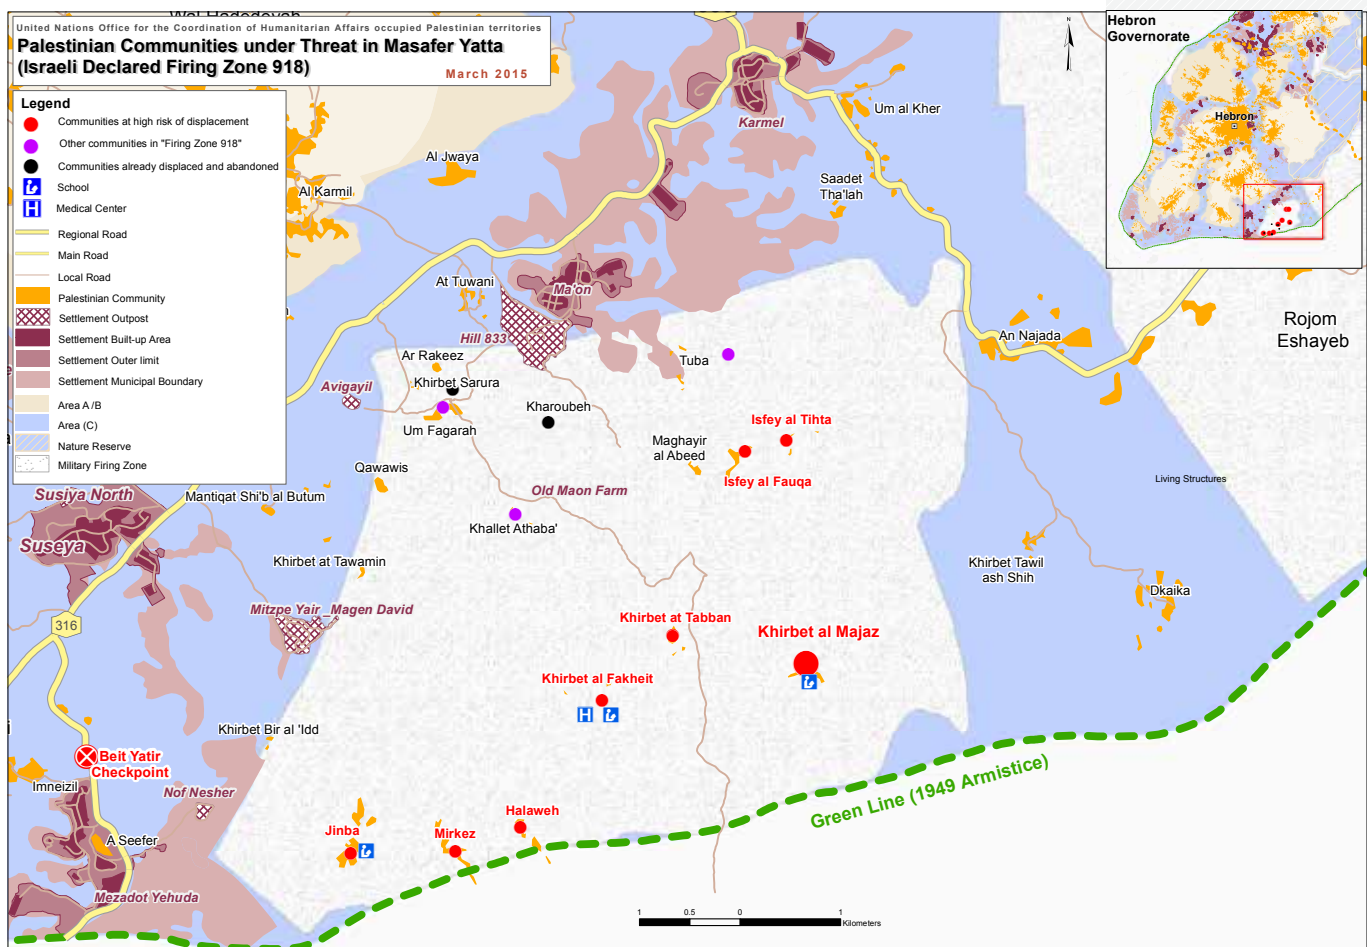 Wal Hadedoyah
United Nations Office for the Coordination of Humanitarian Affairs occupied Palestinian territories
Palestinian Communities under Threat in Masafer Yatta
(Israeli Declared Firing Zone 918)
March 2015
Legend
Communities at high risk of displacement
Other communities in "Firing Zone 918"
Communities already displaced and abandoned
School
Medical Center
Regional Road
Main Road
Local Road
Palestinian Community
Settlement Outpost
Settlement Built-up Area
Settlement Outer limit
Settlement Municipal Boundary
Area A /B
Area (C)
Nature Reserve
Military Firing Zone
N
Hebron
Governorate
Hebron
Karmel
Um al Kher
Al Jwaya
Al Karmil
Saadet
Tha'lah
At Tuwani
Ma'on
Hill 833
Rojom
Eshayeb
An Najada
Ar Rakeez
Tuba
Khirbet Sarura
Avigayil
Kharoubeh
Um Fagarah
Isfey al Tihta
Maghayir
al Abeed
Isfey al Fauqa
Qawawis
Living Structures
Old Maon Farm
Susiya North
Mantiqat Shi'b al Butum
Khallet Athaba'
Suseya
Khirbet at Tawamin
Khirbet Tawil
ash Shih
Dkaika
Mitzpe Yair _Magen David
316
Khirbet at Tabban
Khirbet al Majaz
Khirbet al Fakheit
H
Khirbet Bir al 'Idd
Beit Yatir
Checkpoint
Imneizil
Nof Nesher
Green Line (1949 Armistice)
Halaweh
Jinba
Mirkez
A Seefer
Mezadot Yehuda
1 0.5 0 1
Kilometers